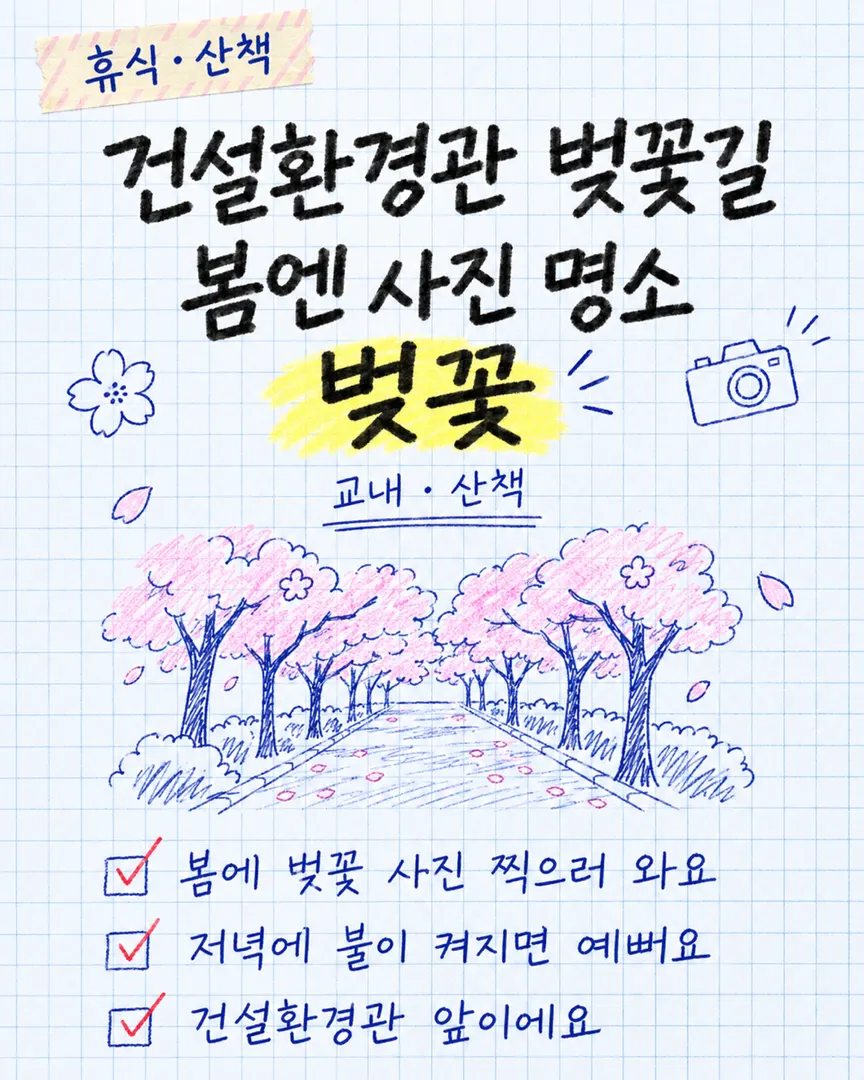 휴식·산책
건설환경관 벚꽃길
봄엔 사진 명소
벚꽃
교내·산책
봄에 벚꽃 사진 찍으러 와요
저녁에 불이 켜지면 예뻐요
건설환경관 앞이에요